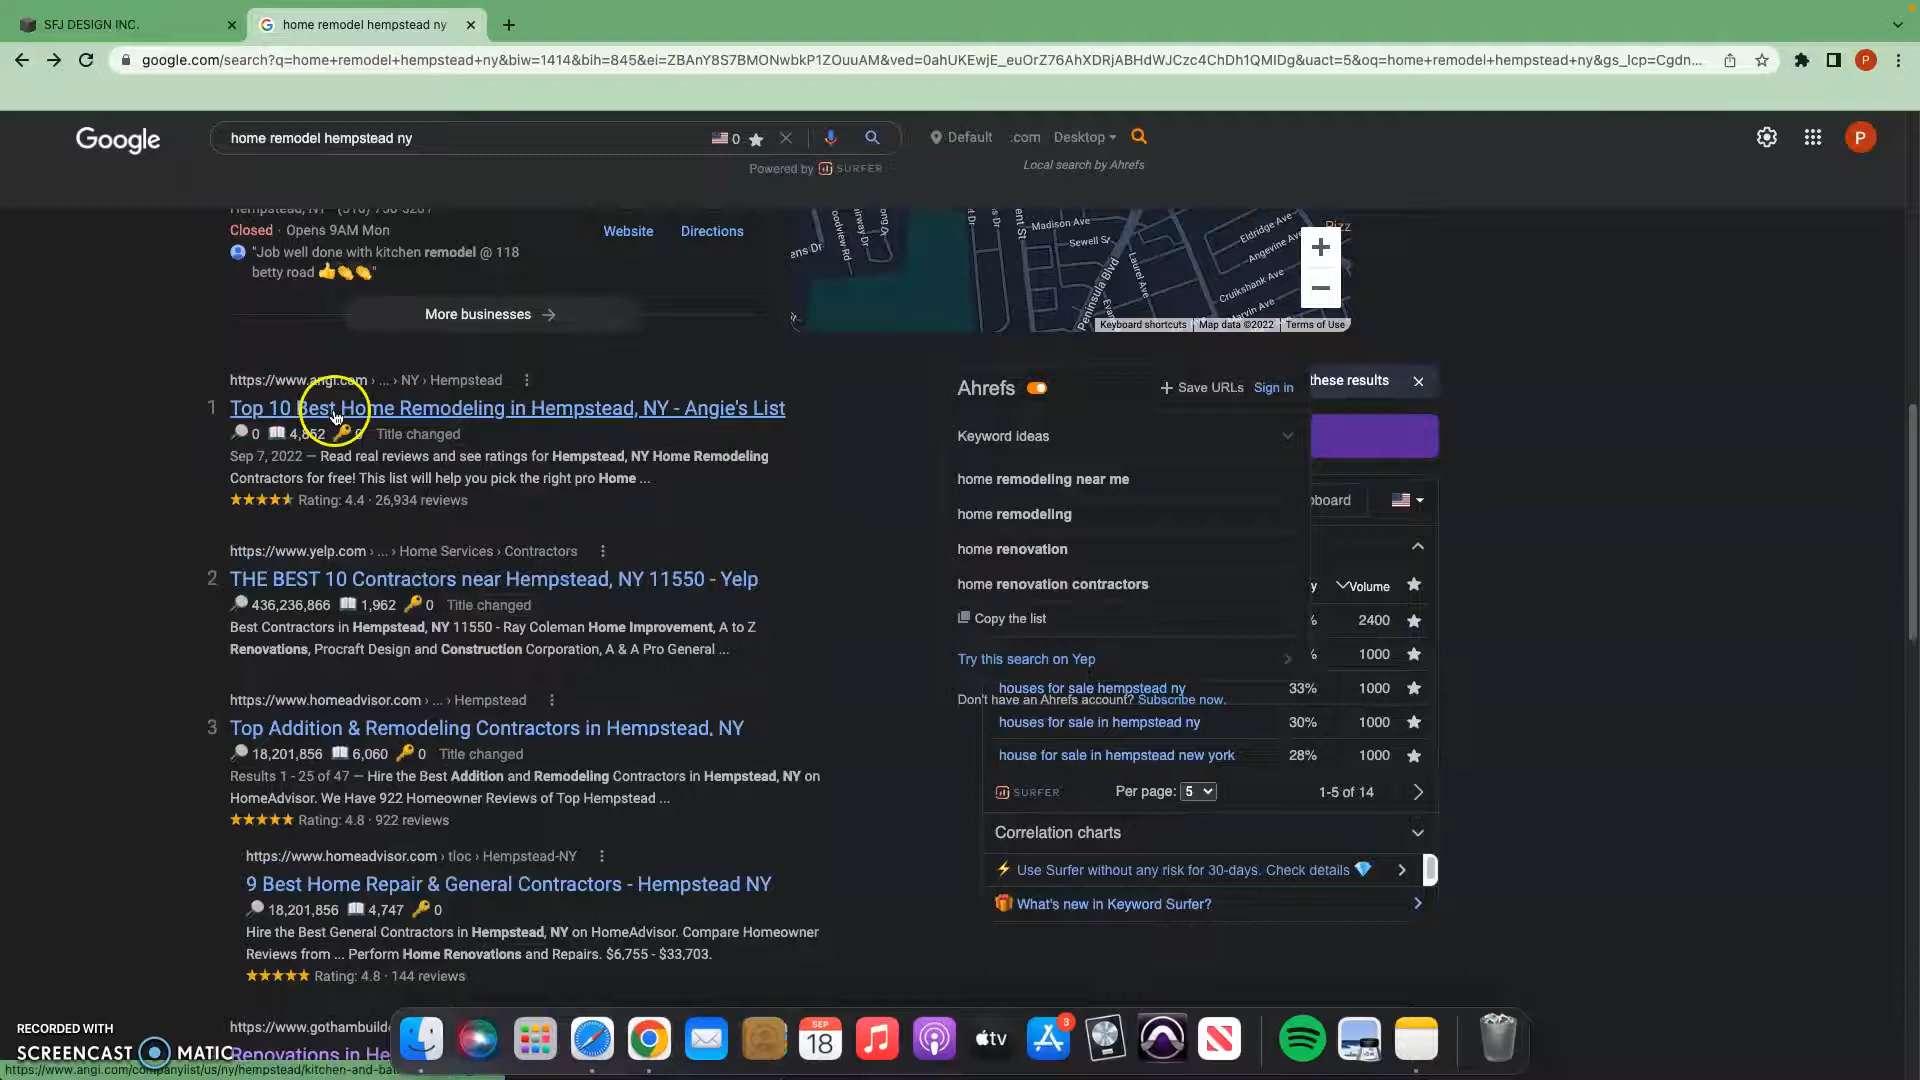 SFJ DESIGN INC.
home remodel hempstead ny
google.com/search?q=home+remodel+hempstead+ny&biw=1414&bih=845&ei=ZBAnY8S7BMONwbkP1ZOuuAM&ved=0ahUKEwjE_euOrZ76AhXDRjABHdWJCzc4ChDh1QMIDg&uact=5&oq=home+remodel+hempstead+ny&gs_lcp=Cgdn...
P
Google
home remodel hempstead ny
0
Default
.com
Desktop
P
Powered by SURFER
Local search by Ahrefs
Closed · Opens 9AM Mon
Website
Directions
"Job well done with kitchen remodel @ 118
betty road 👍👏👏"
More businesses
Madison Ave
Sewell St
Laurel Ave
Peninsula Blvd
Eldridge Ave
Angevine Ave
Cruikshank Ave
Keyboard shortcuts
Map data ©2022
Terms of Use
https://www.angi.com › ... › NY › Hempstead
1
Top 10 Best Home Remodeling in Hempstead, NY - Angie's List
0 4,852 0 Title changed
Sep 7, 2022 — Read real reviews and see ratings for Hempstead, NY Home Remodeling
Contractors for free! This list will help you pick the right pro Home ...
Rating: 4.4 · 26,934 reviews
https://www.yelp.com › ... › Home Services › Contractors
2
THE BEST 10 Contractors near Hempstead, NY 11550 - Yelp
436,236,866 1,962 0 Title changed
Best Contractors in Hempstead, NY 11550 - Ray Coleman Home Improvement, A to Z
Renovations, Procraft Design and Construction Corporation, A & A Pro General ...
https://www.homeadvisor.com › ... › Hempstead
3
Top Addition & Remodeling Contractors in Hempstead, NY
18,201,856 6,060 0 Title changed
Results 1 - 25 of 47 — Hire the Best Addition and Remodeling Contractors in Hempstead, NY on
HomeAdvisor. We Have 922 Homeowner Reviews of Top Hempstead ...
Rating: 4.8 · 922 reviews
https://www.homeadvisor.com › tloc › Hempstead-NY
9 Best Home Repair & General Contractors - Hempstead NY
18,201,856 4,747 0
Hire the Best General Contractors in Hempstead, NY on HomeAdvisor. Compare Homeowner
Reviews from ... Perform Home Renovations and Repairs. $6,755 - $33,703.
Rating: 4.8 · 144 reviews
Renovations in He
Ahrefs
+ Save URLs
Sign in
these results
Keyword ideas
home remodeling near me
home remodeling
home renovation
home renovation contractors
Copy the list
Try this search on Yep
Don't have an Ahrefs account? Subscribe now.
Volume
2400
1000
houses for sale hempstead ny 33% 1000
houses for sale in hempstead ny 30% 1000
house for sale in hempstead new york 28% 1000
SURFER
Per page: 5
1-5 of 14
Correlation charts
⚡ Use Surfer without any risk for 30-days. Check details 💎
🎁 What's new in Keyword Surfer?
RECORDED WITH
SCREENCAST MATIC
SEP
18
tv
3